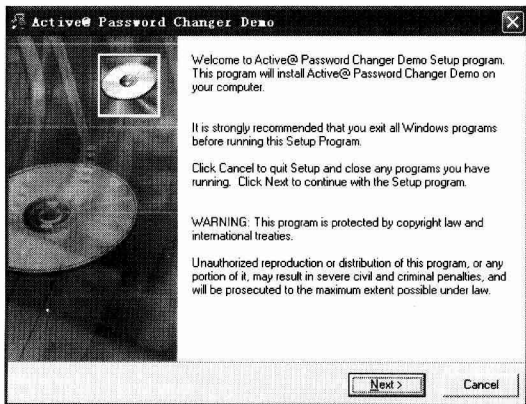 Active@ Password Changer Demo
Welcome to Active@ Password Changer Demo Setup program.
This program will install Active@ Password Changer Demo on
your computer.
It is strongly recommended that you exit all Windows programs
before running this Setup Program.
Click Cancel to quit Setup and close any programs you have
running. Click Next to continue with the Setup program.
WARNING: This program is protected by copyright law and
international treaties.
Unauthorized reproduction or distribution of this program, or any
portion of it, may result in severe civil and criminal penalties, and
will be prosecuted to the maximum extent possible under law.
Next >
Cancel